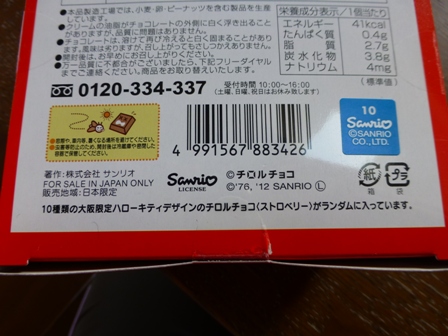 ●本製品工場では、小麦・卵・ピーナッツを含む製品を生産しています。
●クリームの油脂がチョコレートの外側に白く浮き出ることがありますが、品質に問題はありません。
●チョコレートは、溶けて再び冷えると白く固まることがあります。風味は劣りますが、召し上がってもさしつかえありません。
●開封後は、お早めにお召し上がりください。
●万一品質に不都合がございましたら、下記フリーダイヤルまでご連絡ください。商品をお取り替えいたします。
栄養成分表示/1個当たり
エネルギー 41kcal
たんぱく質 0.4g
脂質 2.7g
炭水化物 3.8g
ナトリウム 4mg
(標準値)
0120-334-337
受付時間 10:00〜16:00
(土曜、日曜、祝日はお休み致します)
4 991567 883426
10
Sanrio
©SANRIO CO., LTD.
著作:株式会社 サンリオ
FOR SALE IN JAPAN ONLY
販売地域:日本限定
Sanrio
LICENSE
©チロルチョコ
©'76, '12 SANRIO Ⓛ
紙
箱
プラ
袋
10種類の大阪限定ハローキティデザインのチロルチョコ〈ストロベリー〉がランダムに入っています。